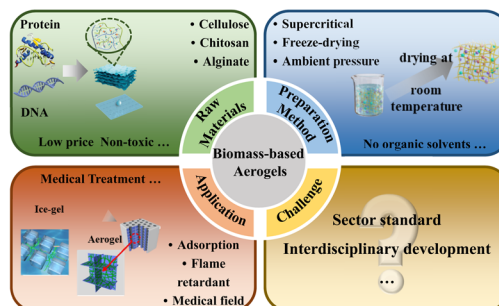 Protein
DNA
• Cellulose
• Chitosan
• Alginate
Low price Non-toxic ...
Raw
Materials
• Supercritical
• Freeze-drying
• Ambient pressure
drying at
room
temperature
No organic solvents ...
Preparation
Method
Biomass-based
Aerogels
Medical Treatment ...
Ice-gel
Aerogel
• Adsorption
• Flame
retardant
• Medical field
Application
Challenge
?
Sector standard
Interdisciplinary development
...